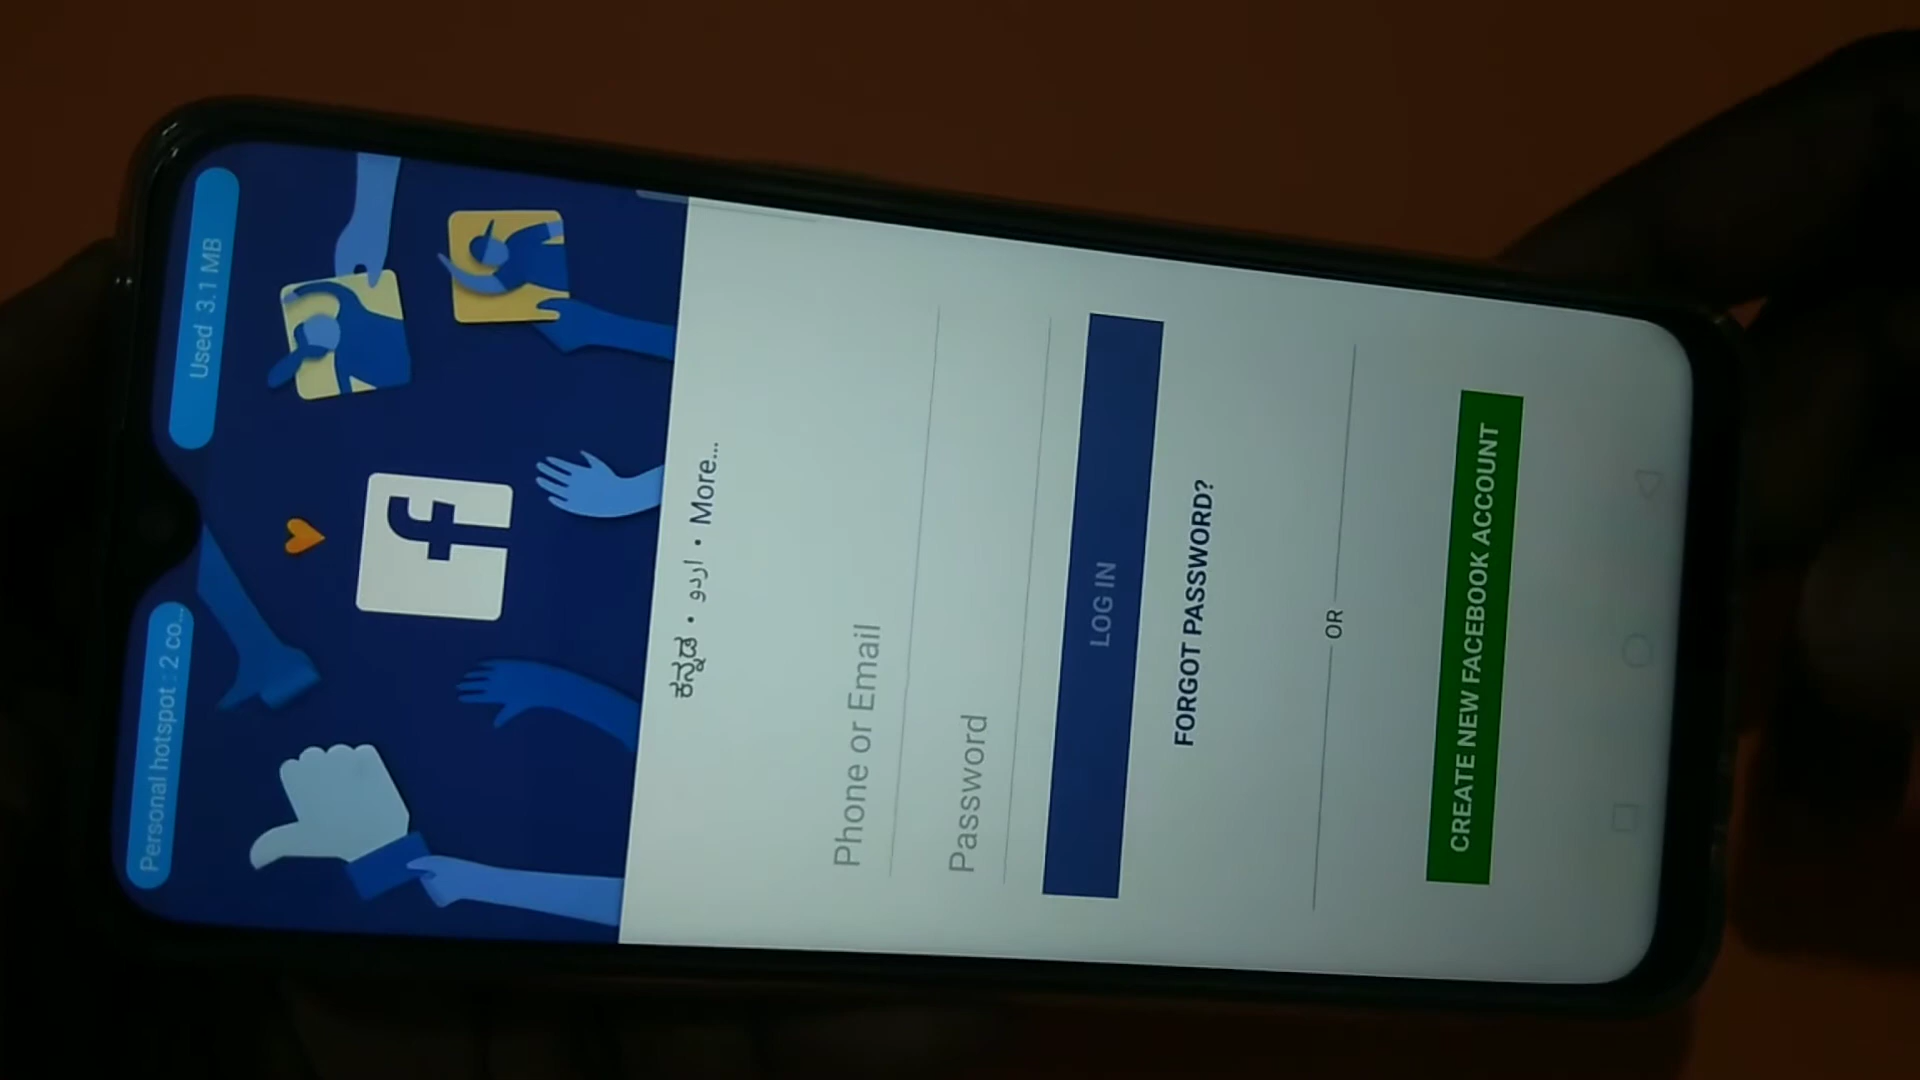 Personal hotspot : 2 co...
Used 3.1 MB
f
ಕನ್ನಡ • اردو • More...
Phone or Email
Password
LOG IN
FORGOT PASSWORD?
OR
CREATE NEW FACEBOOK ACCOUNT